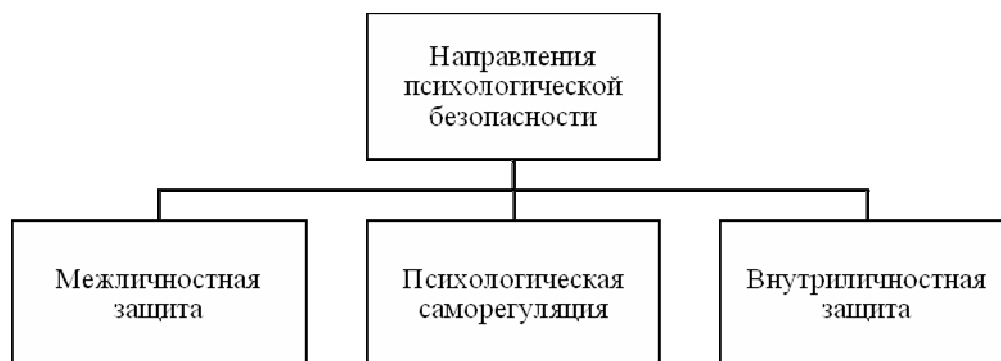 Направления
психологической
безопасности
Межличностная
защита
Психологическая
саморегуляция
Внутриличностная
защита